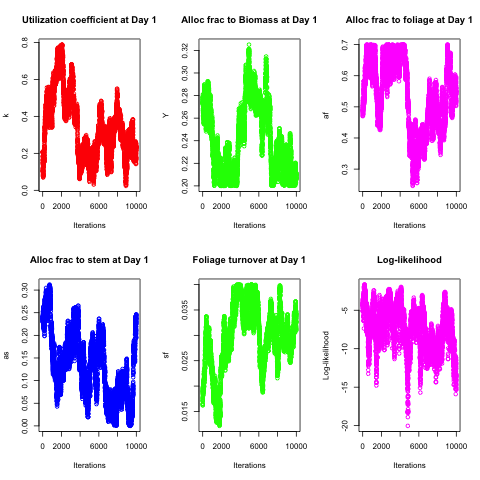 Utilization coefficient at Day 1
Alloc frac to Biomass at Day 1
Alloc frac to foliage at Day 1
k
0.0 0.2 0.4 0.6 0.8
0 2000 6000 10000
Iterations
Y
0.20 0.22 0.24 0.26 0.28 0.32
0 2000 6000 10000
Iterations
af
0.3 0.4 0.5 0.6 0.7
0 2000 6000 10000
Iterations
Alloc frac to stem at Day 1
Foliage turnover at Day 1
Log-likelihood
as
0.00 0.05 0.10 0.15 0.20 0.25 0.30
0 2000 6000 10000
Iterations
sf
0.015 0.025 0.035
0 2000 6000 10000
Iterations
Log-likelihood
-20 -15 -10 -5
0 2000 6000 10000
Iterations